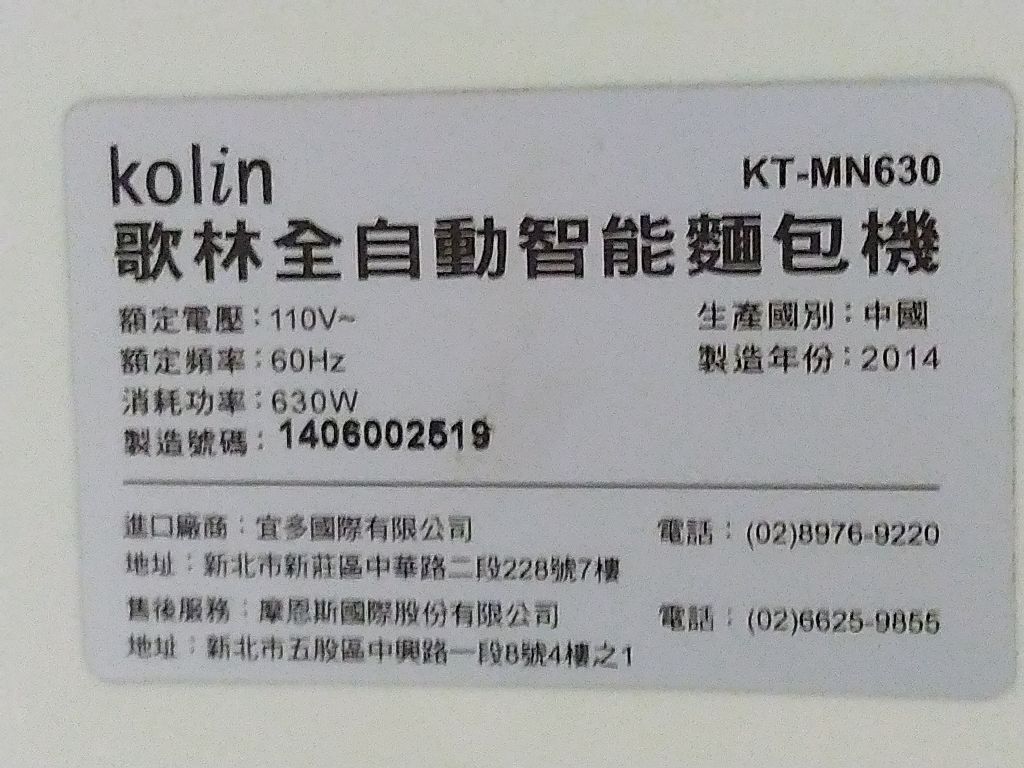 kolin
KT-MN630
歌林全自動智能麵包機
額定電壓：110V~
生產國別：中國
額定頻率：60Hz
製造年份：2014
消耗功率：630W
製造號碼：1406002519
進口廠商：宜多國際有限公司
電話：(02)8976-9220
地址：新北市新莊區中華路二段228號7樓
售後服務：摩恩斯國際股份有限公司
電話：(02)6625-9855
地址：新北市五股區中興路一段8號4樓之1